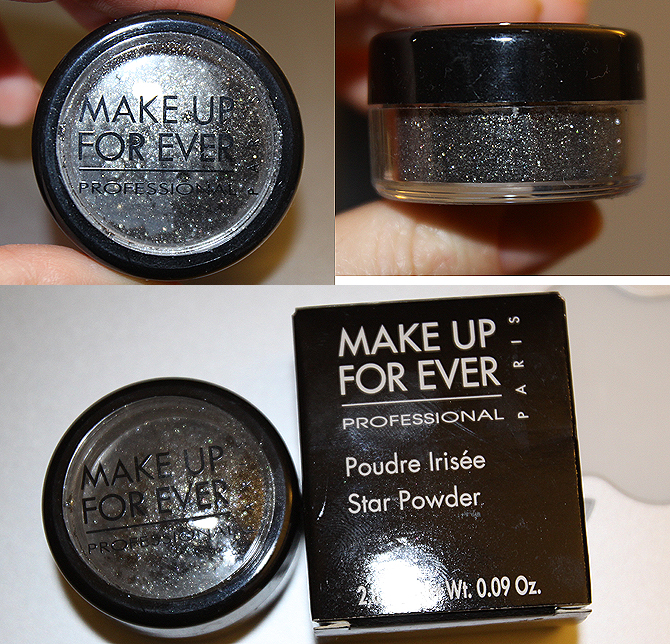 MAKE UP
FOR EVER
PROFESSIONAL
MAKE UP
FOR EVER
PROFESSIONAL
MAKE UP
FOR EVER
PROFESSIONAL
PARIS
Poudre Irisée
Star Powder
Wt. 0.09 Oz.